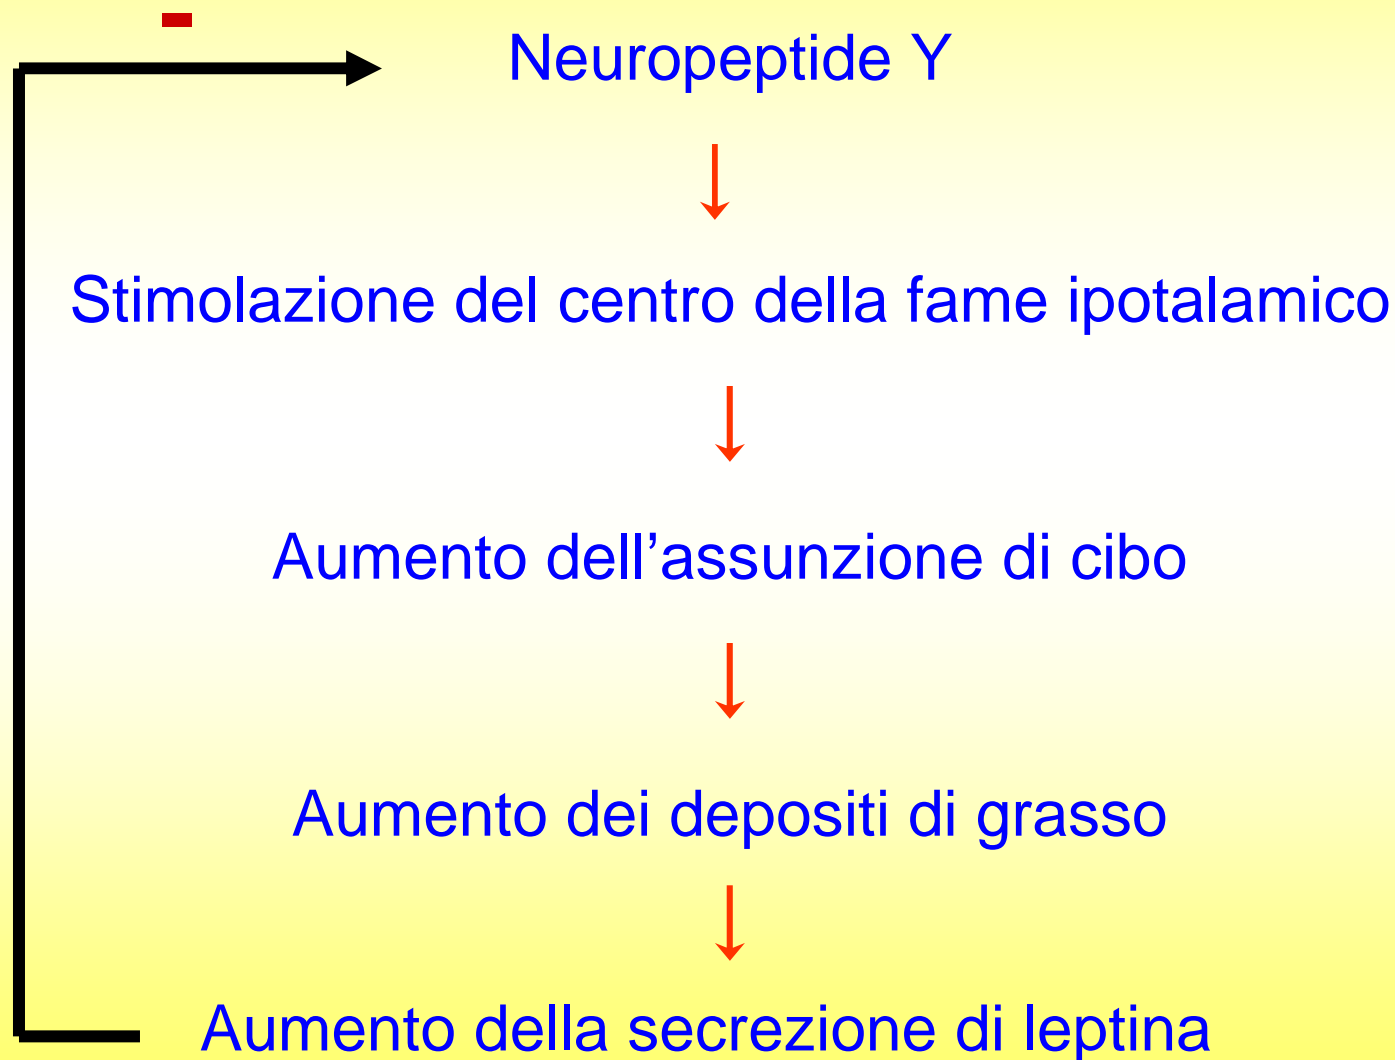 -
Neuropeptide Y
Stimolazione del centro della fame ipotalamico
Aumento dell’assunzione di cibo
Aumento dei depositi di grasso
Aumento della secrezione di leptina